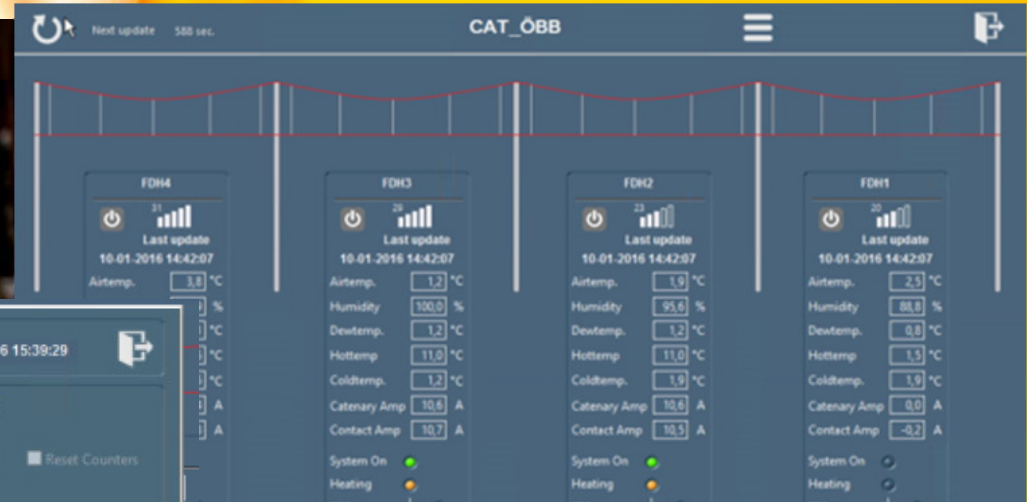 Next update 588 sec. CAT_ÖBB
FDH4
31
Last update
10-01-2016 14:42:07
Airtemp. 3,8 °C
%
°C
°C
°C
A
A
FDH3
29
Last update
10-01-2016 14:42:07
Airtemp. 1,2 °C
Humidity 100,0 %
Dewtemp. 1,2 °C
Hottemp 11,0 °C
Coldtemp. 1,2 °C
Catenary Amp 10,6 A
Contact Amp 10,7 A
System On
Heating
FDH2
23
Last update
10-01-2016 14:42:07
Airtemp. 1,9 °C
Humidity 95,6 %
Dewtemp. 1,2 °C
Hottemp 11,0 °C
Coldtemp. 1,9 °C
Catenary Amp 10,6 A
Contact Amp 10,5 A
System On
Heating
FDH1
20
Last update
10-01-2016 14:42:07
Airtemp. 2,5 °C
Humidity 88,8 %
Dewtemp. 0,8 °C
Hottemp 1,5 °C
Coldtemp. 1,9 °C
Catenary Amp 0,0 A
Contact Amp -0,2 A
System On
Heating
6 15:39:29
Reset Counters